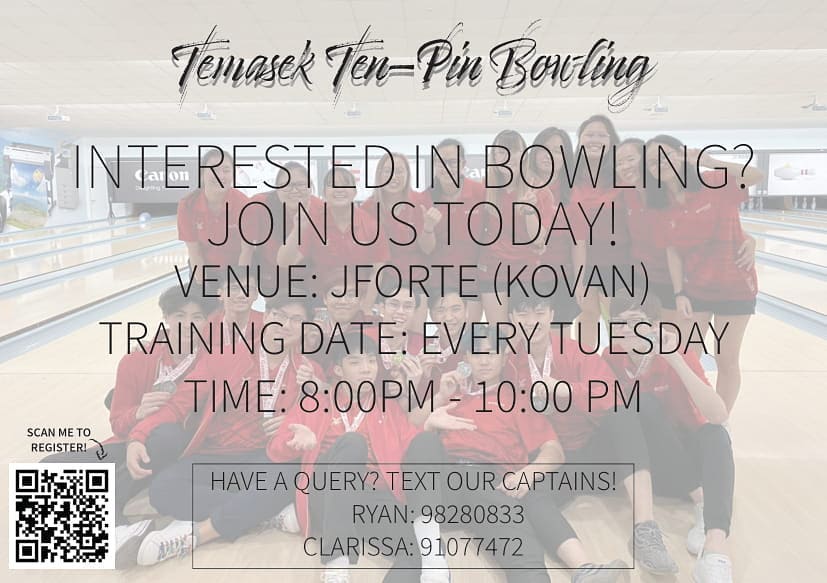 Temasek Ten-Pin Bowling
INTERESTED IN BOWLING?
JOIN US TODAY!
VENUE: JFORTE (KOVAN)
TRAINING DATE: EVERY TUESDAY
TIME: 8:00PM - 10:00 PM
SCAN ME TO
REGISTER!
HAVE A QUERY? TEXT OUR CAPTAINS!
RYAN: 98280833
CLARISSA: 91077472
Canon